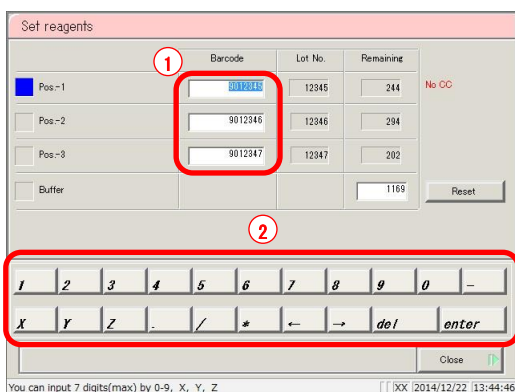 Set reagents
① Barcode Lot No. Remaining
Pos.-1 9012345 12345 244 No CC
Pos.-2 9012346 12346 294
Pos.-3 9012347 12347 202
Buffer 1169 Reset
②
1 2 3 4 5 6 7 8 9 0 -
X Y Z . / * ← → del enter
Close
You can input 7 digits(max) by 0-9, X, Y, Z XX 2014/12/22 13:44:46